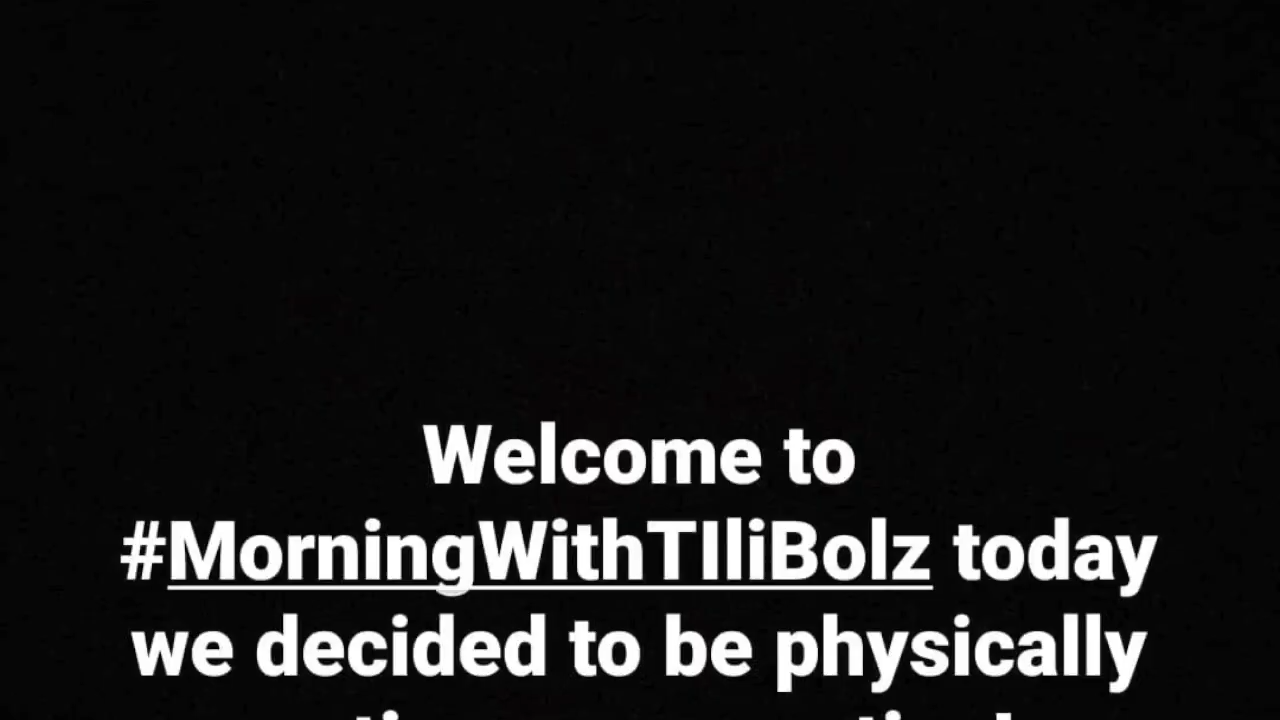 Welcome to
#MorningWithTIliBolz today
we decided to be physically